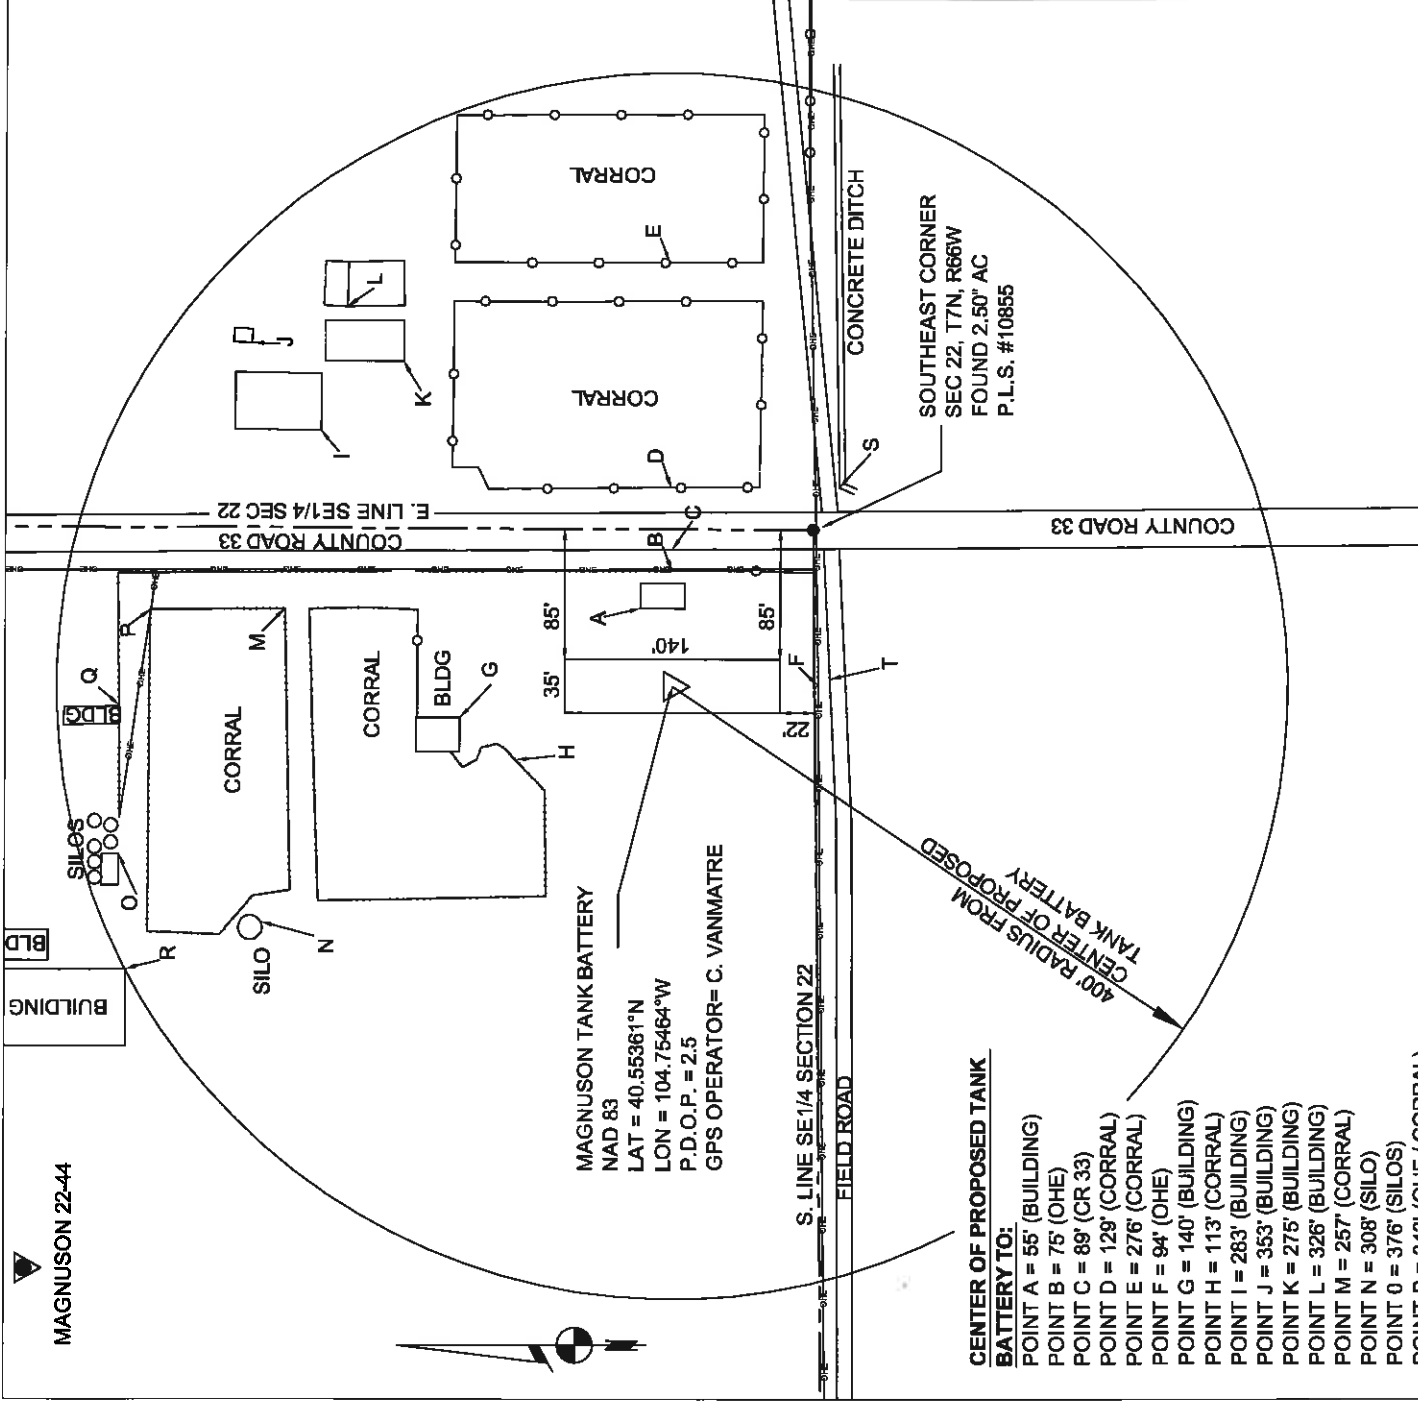 MAGNUSON 22-44
BUILDING
BLD
R
SILO
N
SILOS
O
BLDG
Q
P
CORRAL
M
CORRAL
BLDG
G
H
COUNTY ROAD 33
E. LINE SE1/4 SEC 22
I
J
K
L
CORRAL
CORRAL
D
E
B
C
A
85'
35'
140'
85'
22'
F
T
S
CONCRETE DITCH
SOUTHEAST CORNER
SEC 22, T7N, R66W
FOUND 2.50" AC
P.L.S. #10855
COUNTY ROAD 33
MAGNUSON TANK BATTERY
NAD 83
LAT = 40.55361°N
LON = 104.75464°W
P.D.O.P. = 2.5
GPS OPERATOR= C. VANMATRE
S. LINE SE1/4 SECTION 22
FIELD ROAD
400' RADIUS FROM
CENTER OF PROPOSED
TANK BATTERY
CENTER OF PROPOSED TANK
BATTERY TO:
POINT A = 55' (BUILDING)
POINT B = 75' (OHE)
POINT C = 89' (CR 33)
POINT D = 129' (CORRAL)
POINT E = 276' (CORRAL)
POINT F = 94' (OHE)
POINT G = 140' (BUILDING)
POINT H = 113' (CORRAL)
POINT I = 283' (BUILDING)
POINT J = 353' (BUILDING)
POINT K = 275' (BUILDING)
POINT L = 326' (BUILDING)
POINT M = 257' (CORRAL)
POINT N = 308' (SILO)
POINT 0 = 376' (SILOS)